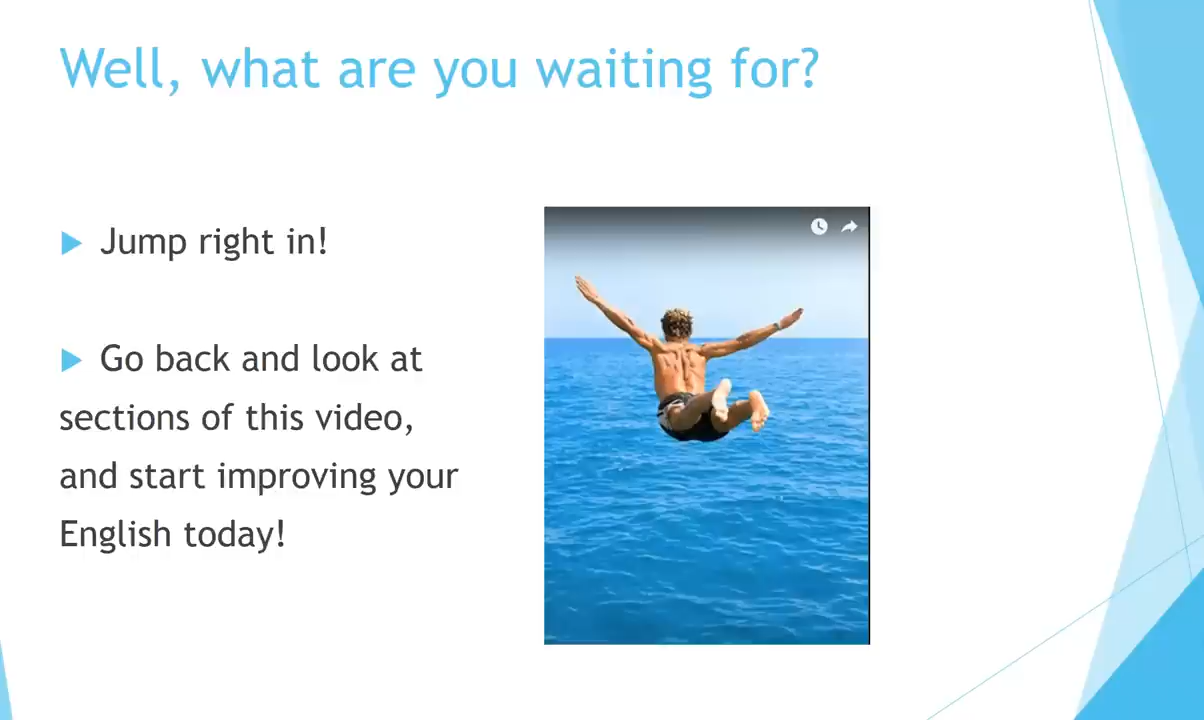 Well, what are you waiting for?
Jump right in!
Go back and look at
sections of this video,
and start improving your
English today!